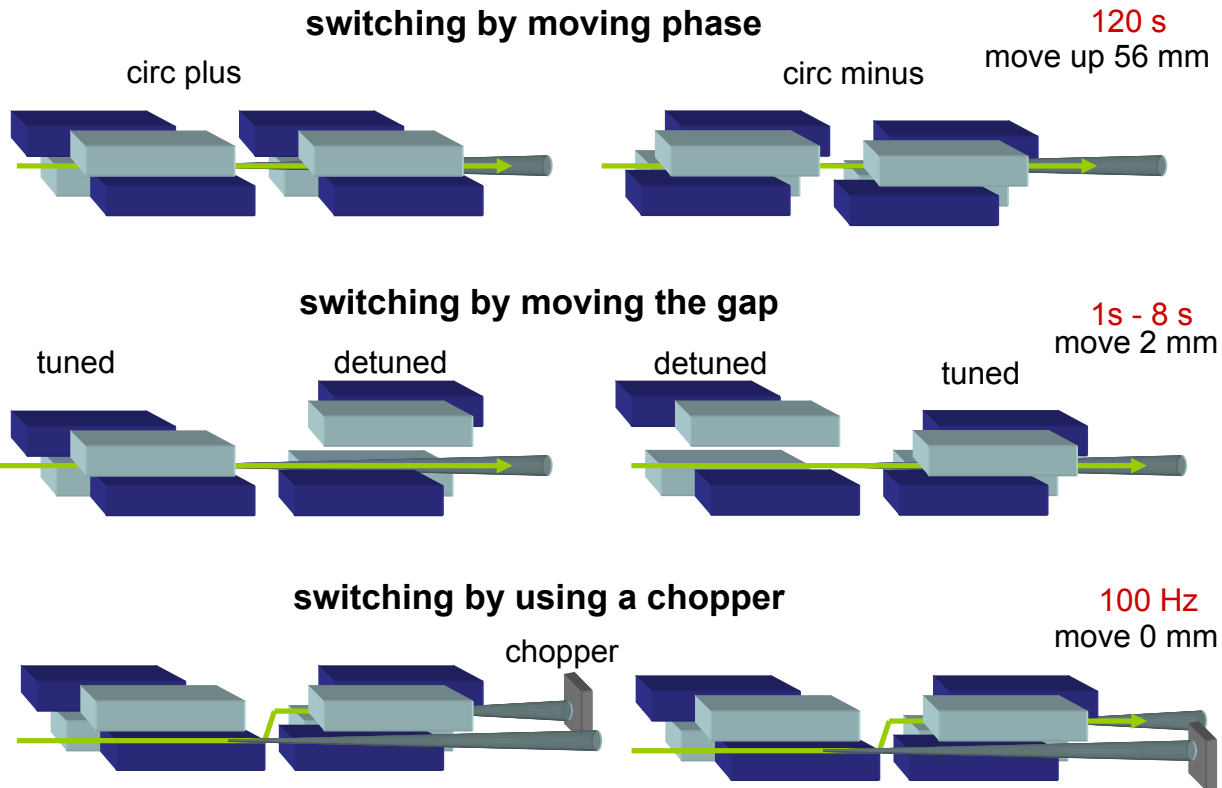 switching by moving phase
120 s
move up 56 mm
circ plus
circ minus
switching by moving the gap
1s - 8 s
move 2 mm
tuned
detuned
detuned
tuned
switching by using a chopper
100 Hz
move 0 mm
chopper